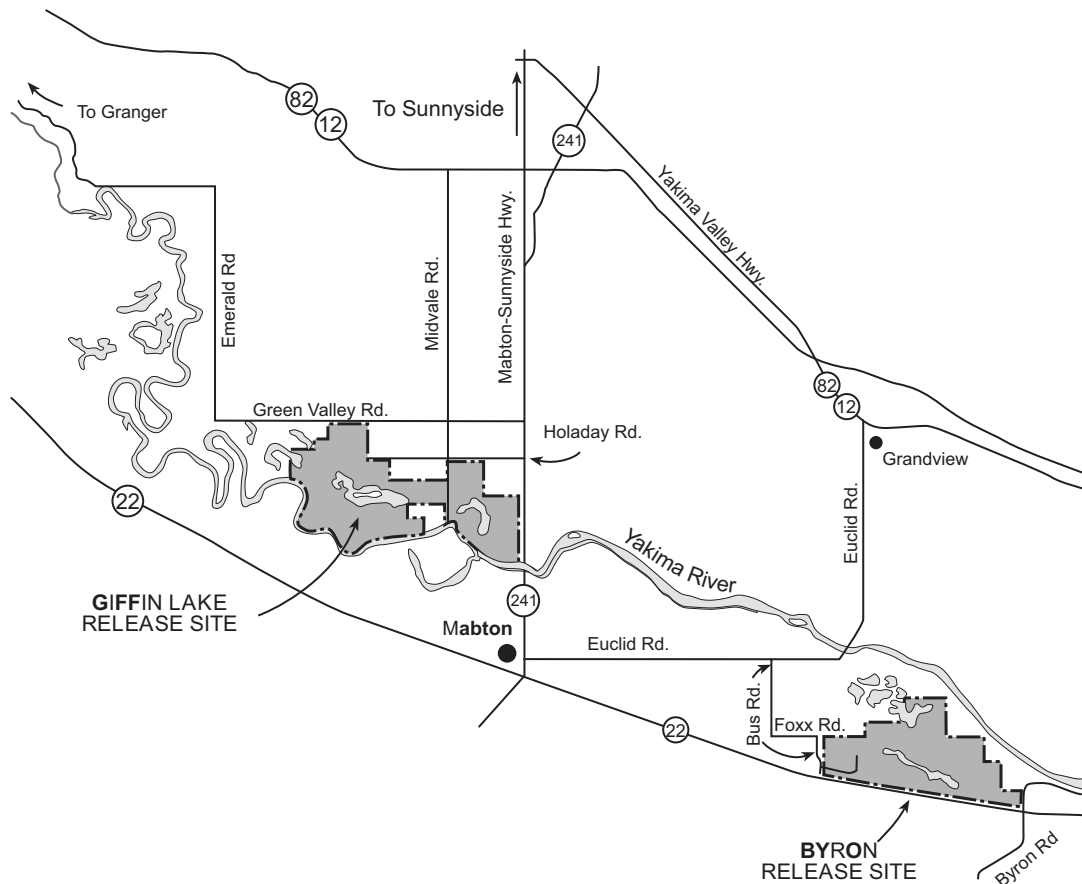 To Granger
82
12
To Sunnyside
241
Yakima Valley Hwy.
Emerald Rd
Midvale Rd.
Mabton-Sunnyside Hwy.
82
12
Green Valley Rd.
Holaday Rd.
Grandview
22
Euclid Rd.
Yakima River
GIFFIN LAKE
RELEASE SITE
241
Mabton
Euclid Rd.
Bus Rd.
Foxx Rd.
22
BYRON
RELEASE SITE
Byron Rd